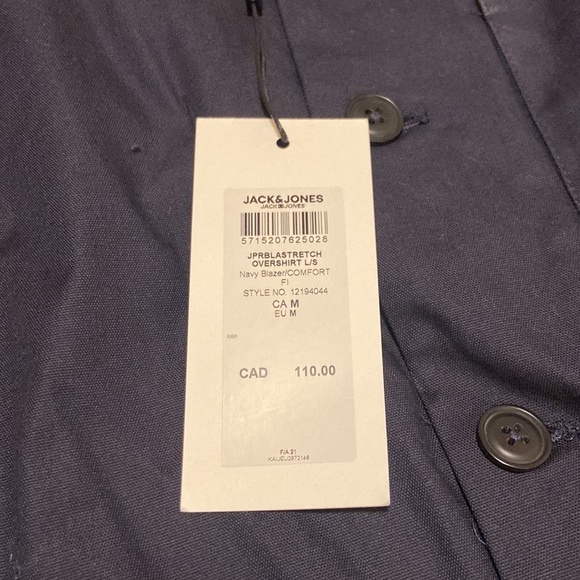 JACK&JONES
JACK&JONES
5715207625028
JPRBLASTRETCH
OVERSHIRT L/S
Navy Blazer/COMFORT
FI
STYLE NO. 12194044
CA M
EU M
CAD 110.00
F/A 21